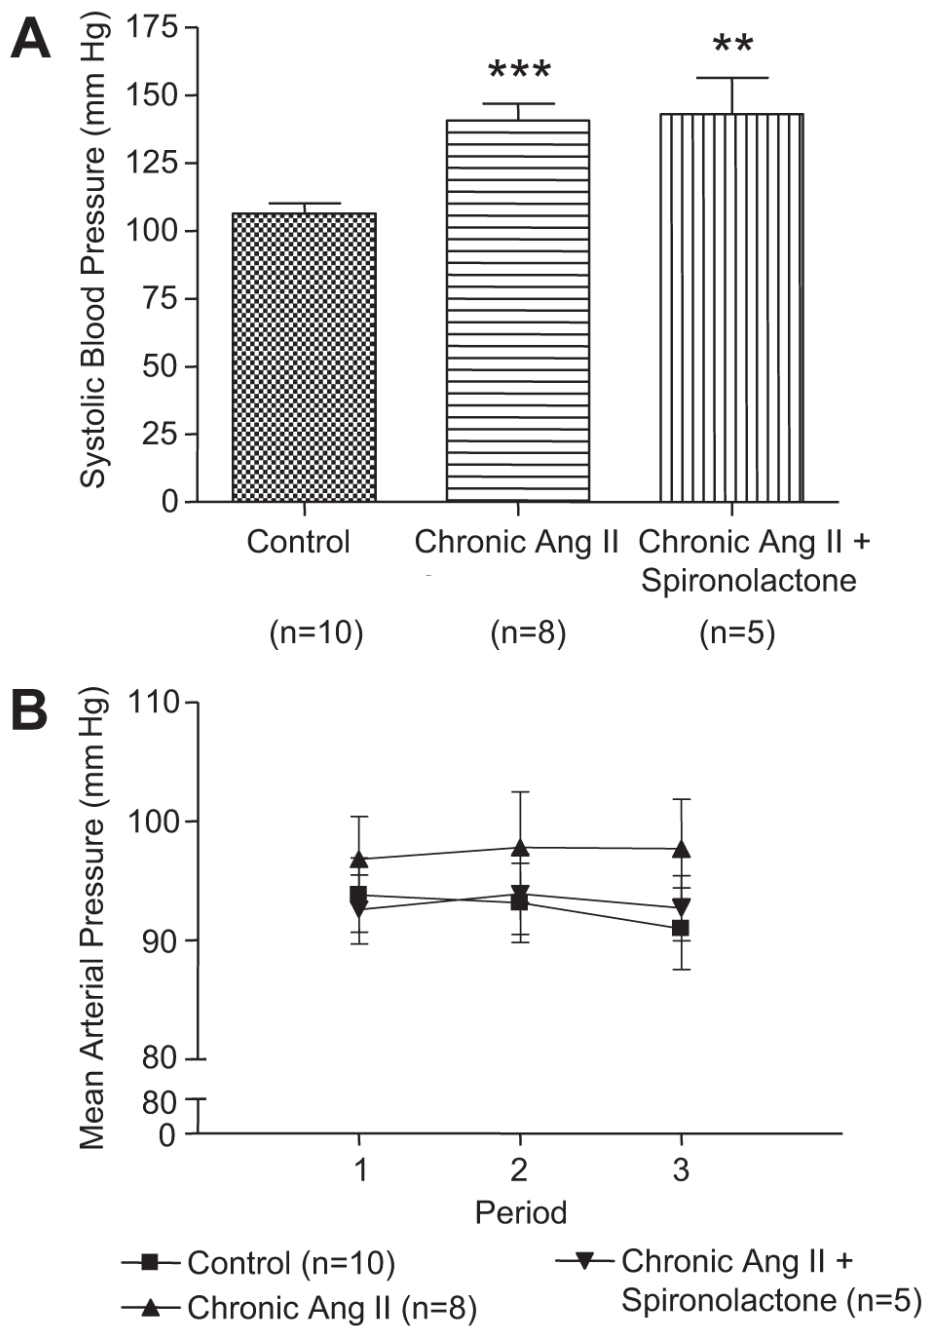 A
Systolic Blood Pressure (mm Hg)
175
150
125
100
75
50
25
0
***
**
Control
Chronic Ang II
Chronic Ang II +
Spironolactone
(n=10)
(n=8)
(n=5)
B
Mean Arterial Pressure (mm Hg)
110
100
90
80
80
0
1
2
3
Period
Control (n=10)
Chronic Ang II (n=8)
Chronic Ang II +
Spironolactone (n=5)